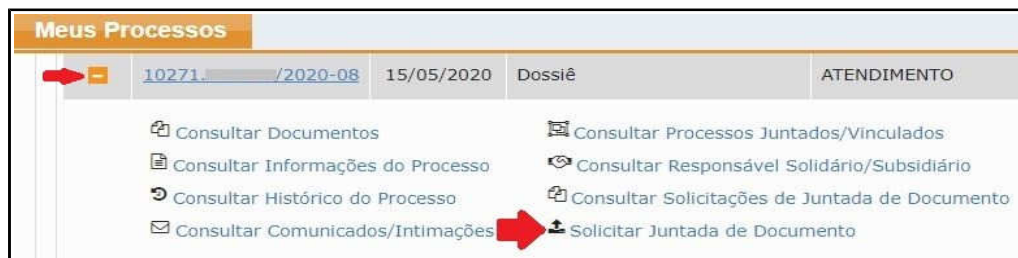 Meus Processos
10271. /2020-08 15/05/2020 Dossiê ATENDIMENTO
Consultar Documentos Consultar Processos Juntados/Vinculados
Consultar Informações do Processo Consultar Responsável Solidário/Subsidiário
Consultar Histórico do Processo Consultar Solicitações de Juntada de Documento
Consultar Comunicados/Intimações Solicitar Juntada de Documento